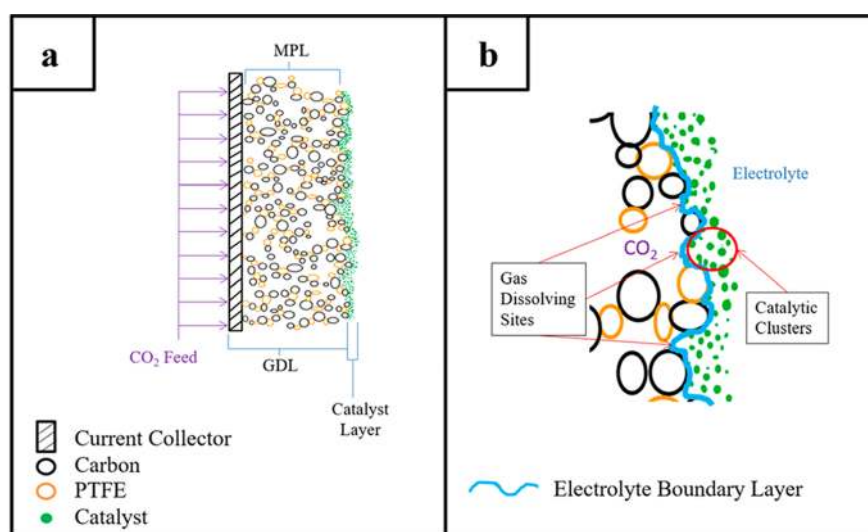 a
MPL
CO₂ Feed
GDL
Catalyst
Layer
Current Collector
Carbon
PTFE
Catalyst
b
Electrolyte
CO₂
Gas
Dissolving
Sites
Catalytic
Clusters
Electrolyte Boundary Layer